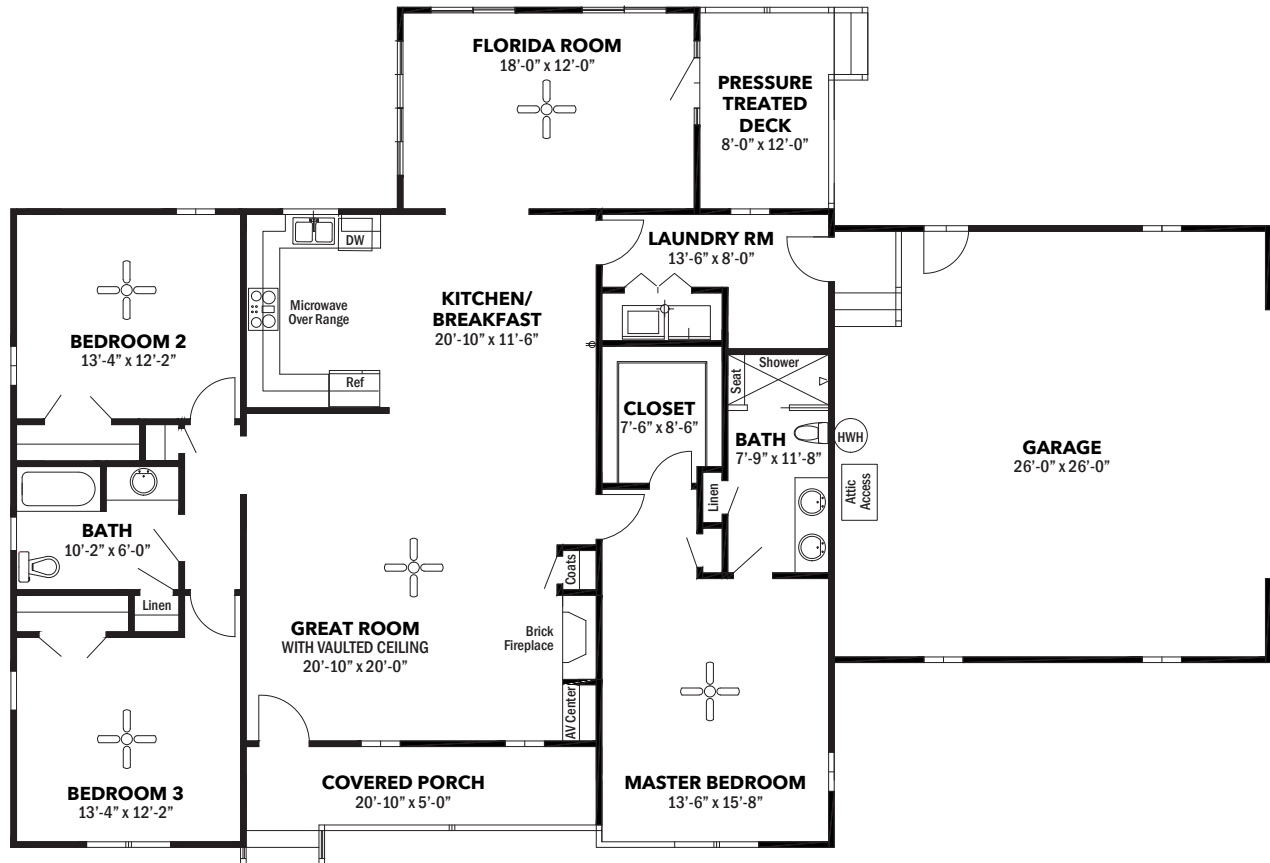 FLORIDA ROOM
18’-0” x 12’-0”
PRESSURE
TREATED
DECK
8’-0” x 12’-0”
DW
LAUNDRY RM
13’-6” x 8’-0”
Microwave
Over Range
KITCHEN/
BREAKFAST
20’-10” x 11’-6”
BEDROOM 2
13’-4” x 12’-2”
Ref
Shower
Seat
CLOSET
7’-6” x 8’-6”
BATH
7’-9” x 11’-8”
HWH
GARAGE
26’-0” x 26’-0”
Linen
Attic
Access
BATH
10’-2” x 6’-0”
Coats
Linen
GREAT ROOM
WITH VAULTED CEILING
20’-10” x 20’-0”
Brick
Fireplace
AV Center
BEDROOM 3
13’-4” x 12’-2”
COVERED PORCH
20’-10” x 5’-0”
MASTER BEDROOM
13’-6” x 15’-8”